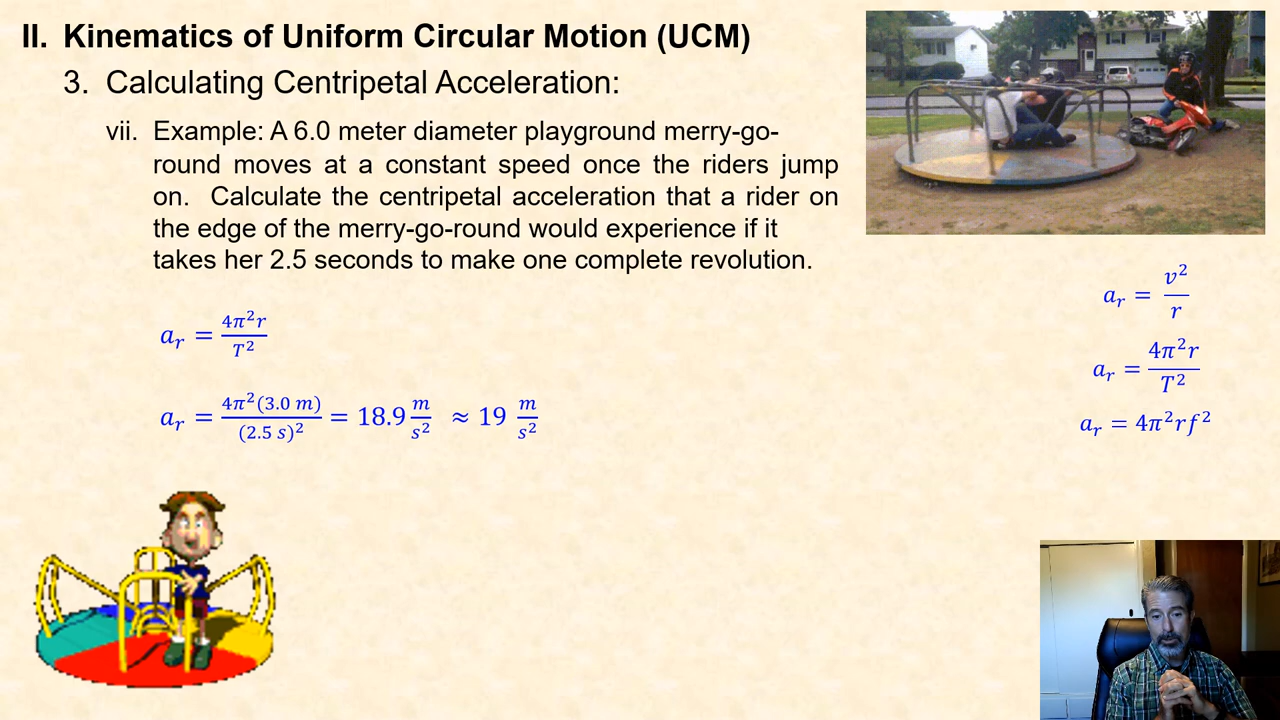 II. Kinematics of Uniform Circular Motion (UCM)
3. Calculating Centripetal Acceleration:
vii. Example: A 6.0 meter diameter playground merry-go-
round moves at a constant speed once the riders jump
on. Calculate the centripetal acceleration that a rider on
the edge of the merry-go-round would experience if it
takes her 2.5 seconds to make one complete revolution.
a_r = 4π²r / T²
a_r = 4π²(3.0 m) / (2.5 s)² = 18.9 m/s² ≈ 19 m/s²
a_r = v² / r
a_r = 4π²r / T²
a_r = 4π²rf²